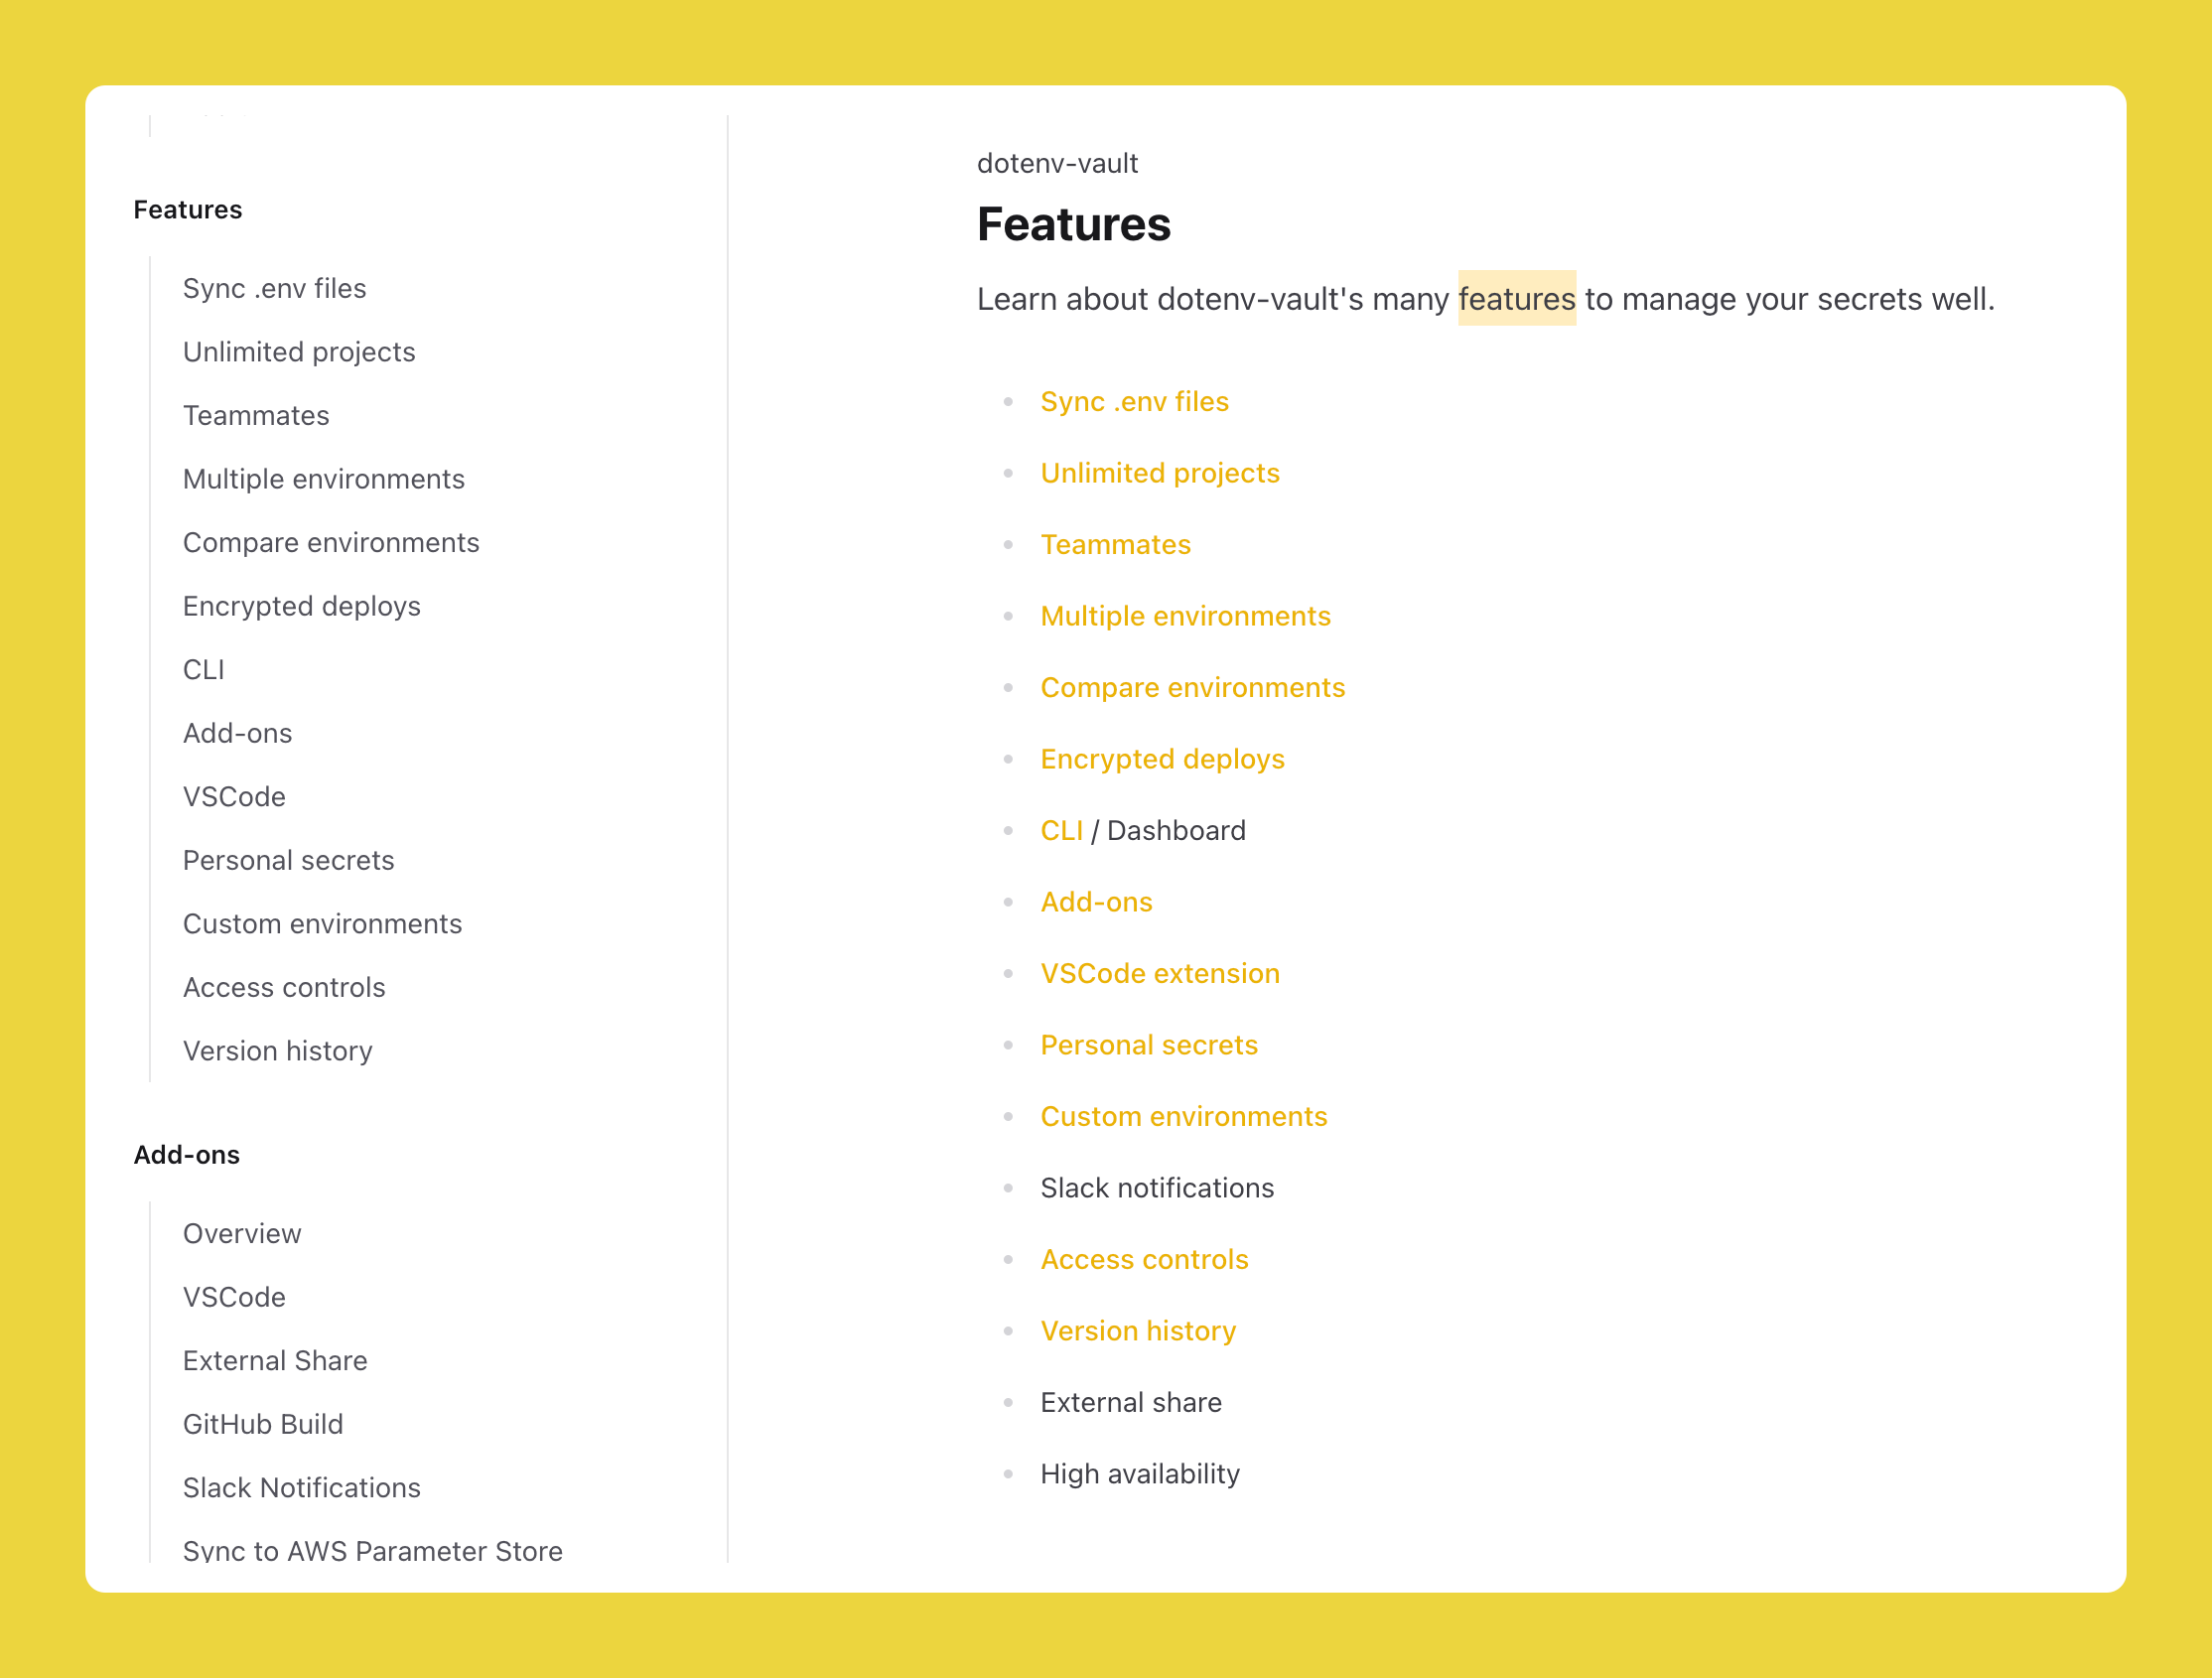 Features
Sync .env files
Unlimited projects
Teammates
Multiple environments
Compare environments
Encrypted deploys
CLI
Add-ons
VSCode
Personal secrets
Custom environments
Access controls
Version history
Add-ons
Overview
VSCode
External Share
GitHub Build
Slack Notifications
Sync to AWS Parameter Store
dotenv-vault
Features
Learn about dotenv-vault's many features to manage your secrets well.
Sync .env files
Unlimited projects
Teammates
Multiple environments
Compare environments
Encrypted deploys
CLI / Dashboard
Add-ons
VSCode extension
Personal secrets
Custom environments
Slack notifications
Access controls
Version history
External share
High availability